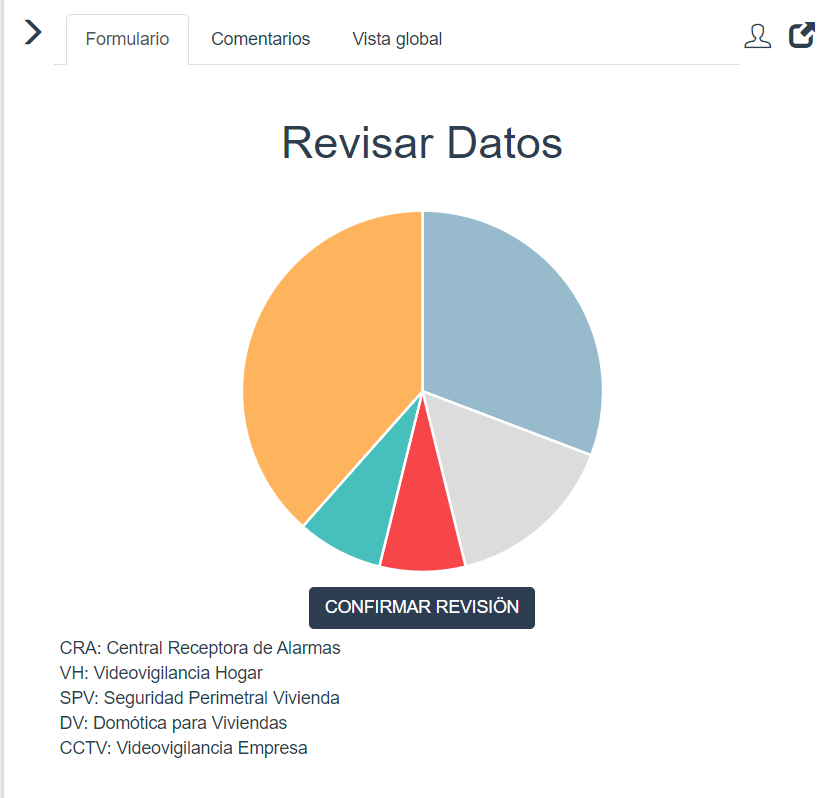 Formulario Comentarios Vista global
Revisar Datos
CONFIRMAR REVISIÖN
CRA: Central Receptora de Alarmas
VH: Videovigilancia Hogar
SPV: Seguridad Perimetral Vivienda
DV: Domótica para Viviendas
CCTV: Videovigilancia Empresa